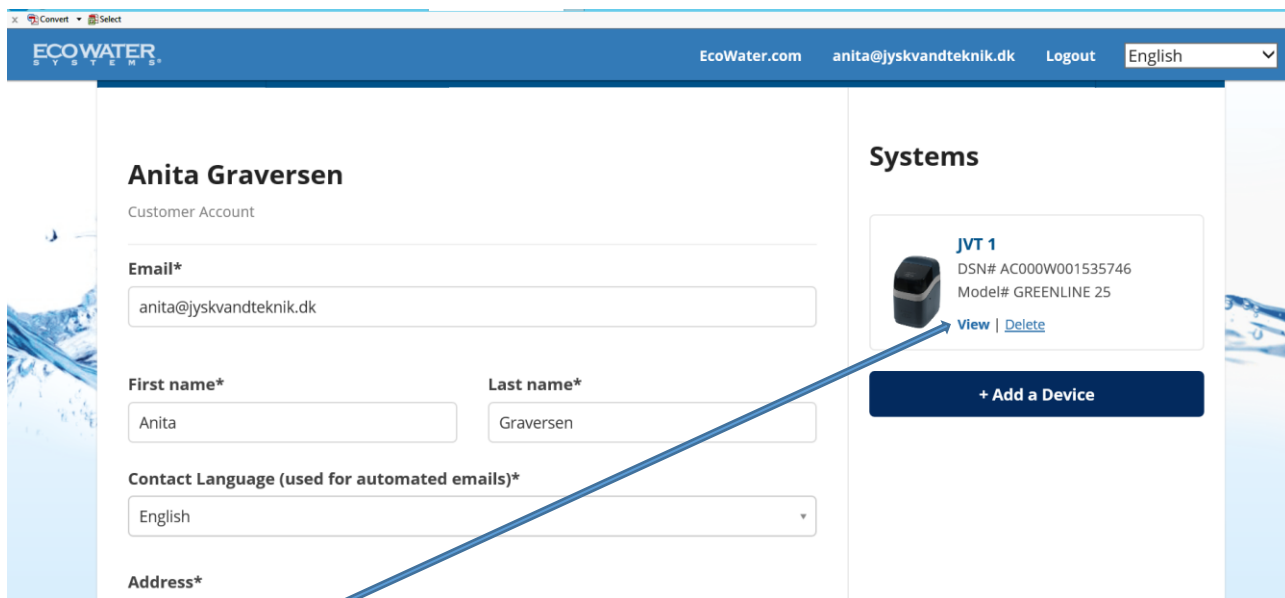 x Convert Select
ECOWATER
SYSTEMS
EcoWater.com anita@jyskvandteknik.dk Logout English
Anita Graversen
Customer Account
Email*
anita@jyskvandteknik.dk
First name* Last name*
Anita Graversen
Contact Language (used for automated emails)*
English
Address*
Systems
JVT 1
DSN# AC000W001535746
Model# GREENLINE 25
View | Delete
+ Add a Device